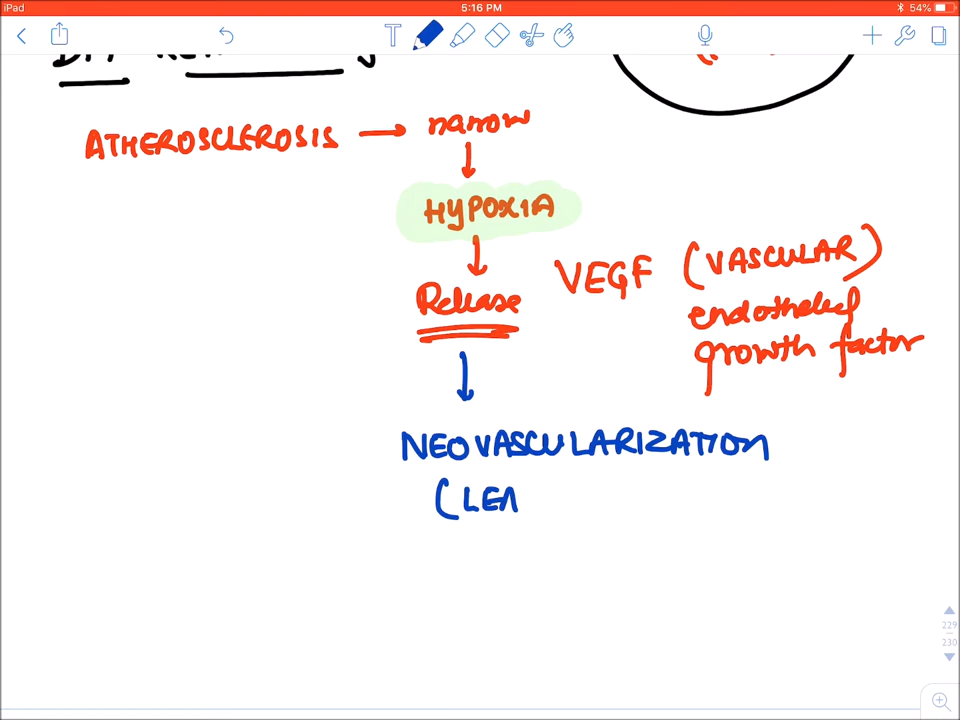 iPad
5:16 PM
54%
T
ATHEROSCLEROSIS → narrow
HYPOXIA
Release VEGF (VASCULAR)
endothelial
growth factor
NEOVASCULARIZATION
(LEA
229
230